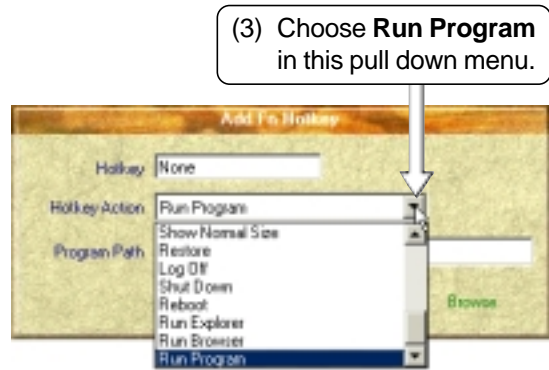 (3) Choose Run Program
in this pull down menu.
Add Fn Hotkey
Hotkey None
Hotkey Action Run Program
Show Normal Size
Program Path
Restore
Log Off
Shut Down
Reboot
Browse
Run Explorer
Run Browser
Run Program